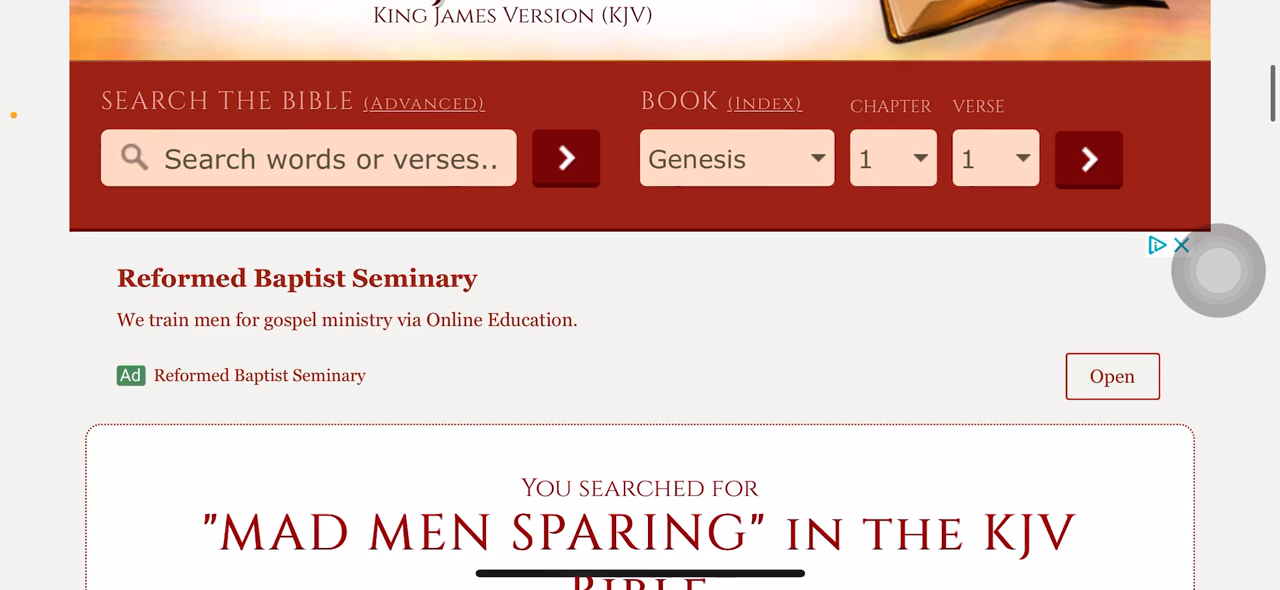 King James Version (KJV)
Search the Bible (Advanced)
Book (Index) Chapter Verse
Search words or verses..
Genesis 1 1
Reformed Baptist Seminary
We train men for gospel ministry via Online Education.
Ad Reformed Baptist Seminary
Open
You searched for
"MAD MEN SPARING" in the KJV
Bible